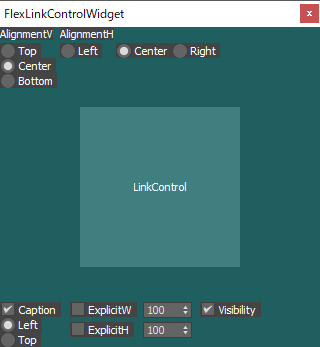 FlexLinkControlWidget x
AlignmentV AlignmentH
Top Left Center Right
Center
Bottom
LinkControl
Caption ExplicitW 100 Visibility
Left ExplicitH 100
Top